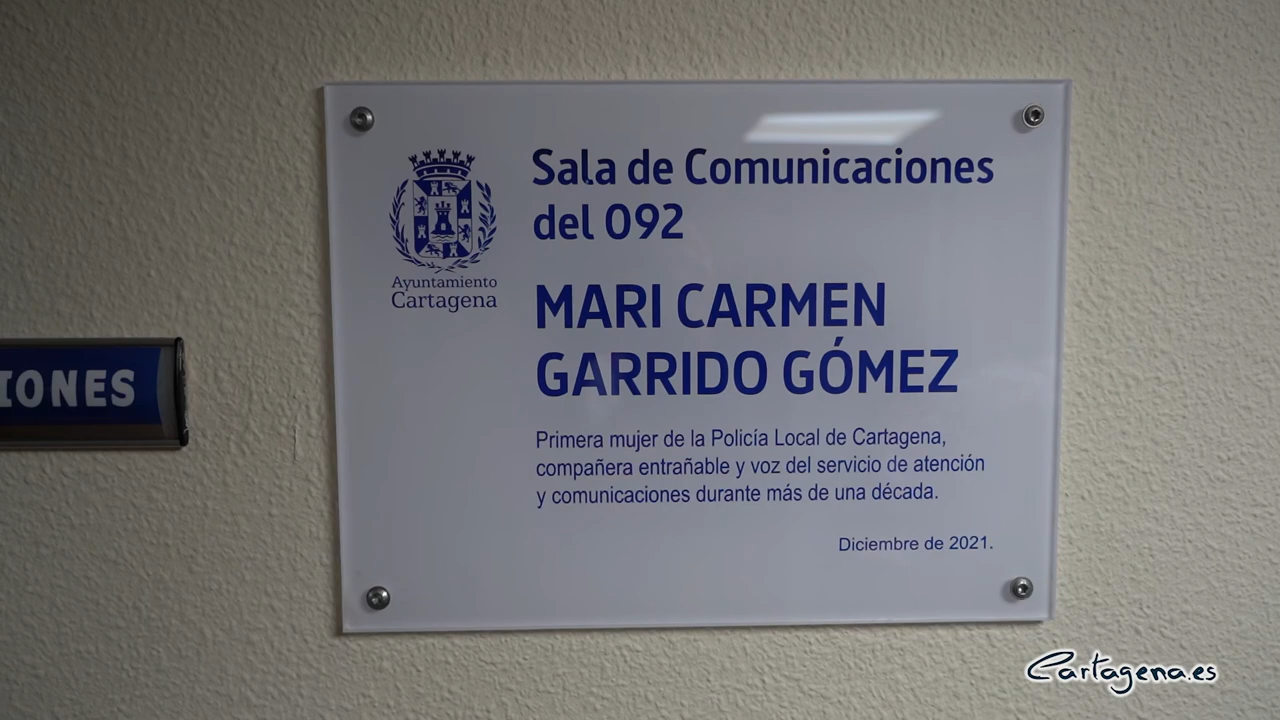 Sala de Comunicaciones
del 092
Ayuntamiento
Cartagena
MARI CARMEN
GARRIDO GÓMEZ
Primera mujer de la Policía Local de Cartagena,
compañera entrañable y voz del servicio de atención
y comunicaciones durante más de una década.
Diciembre de 2021.
IONES
Cartagena.es